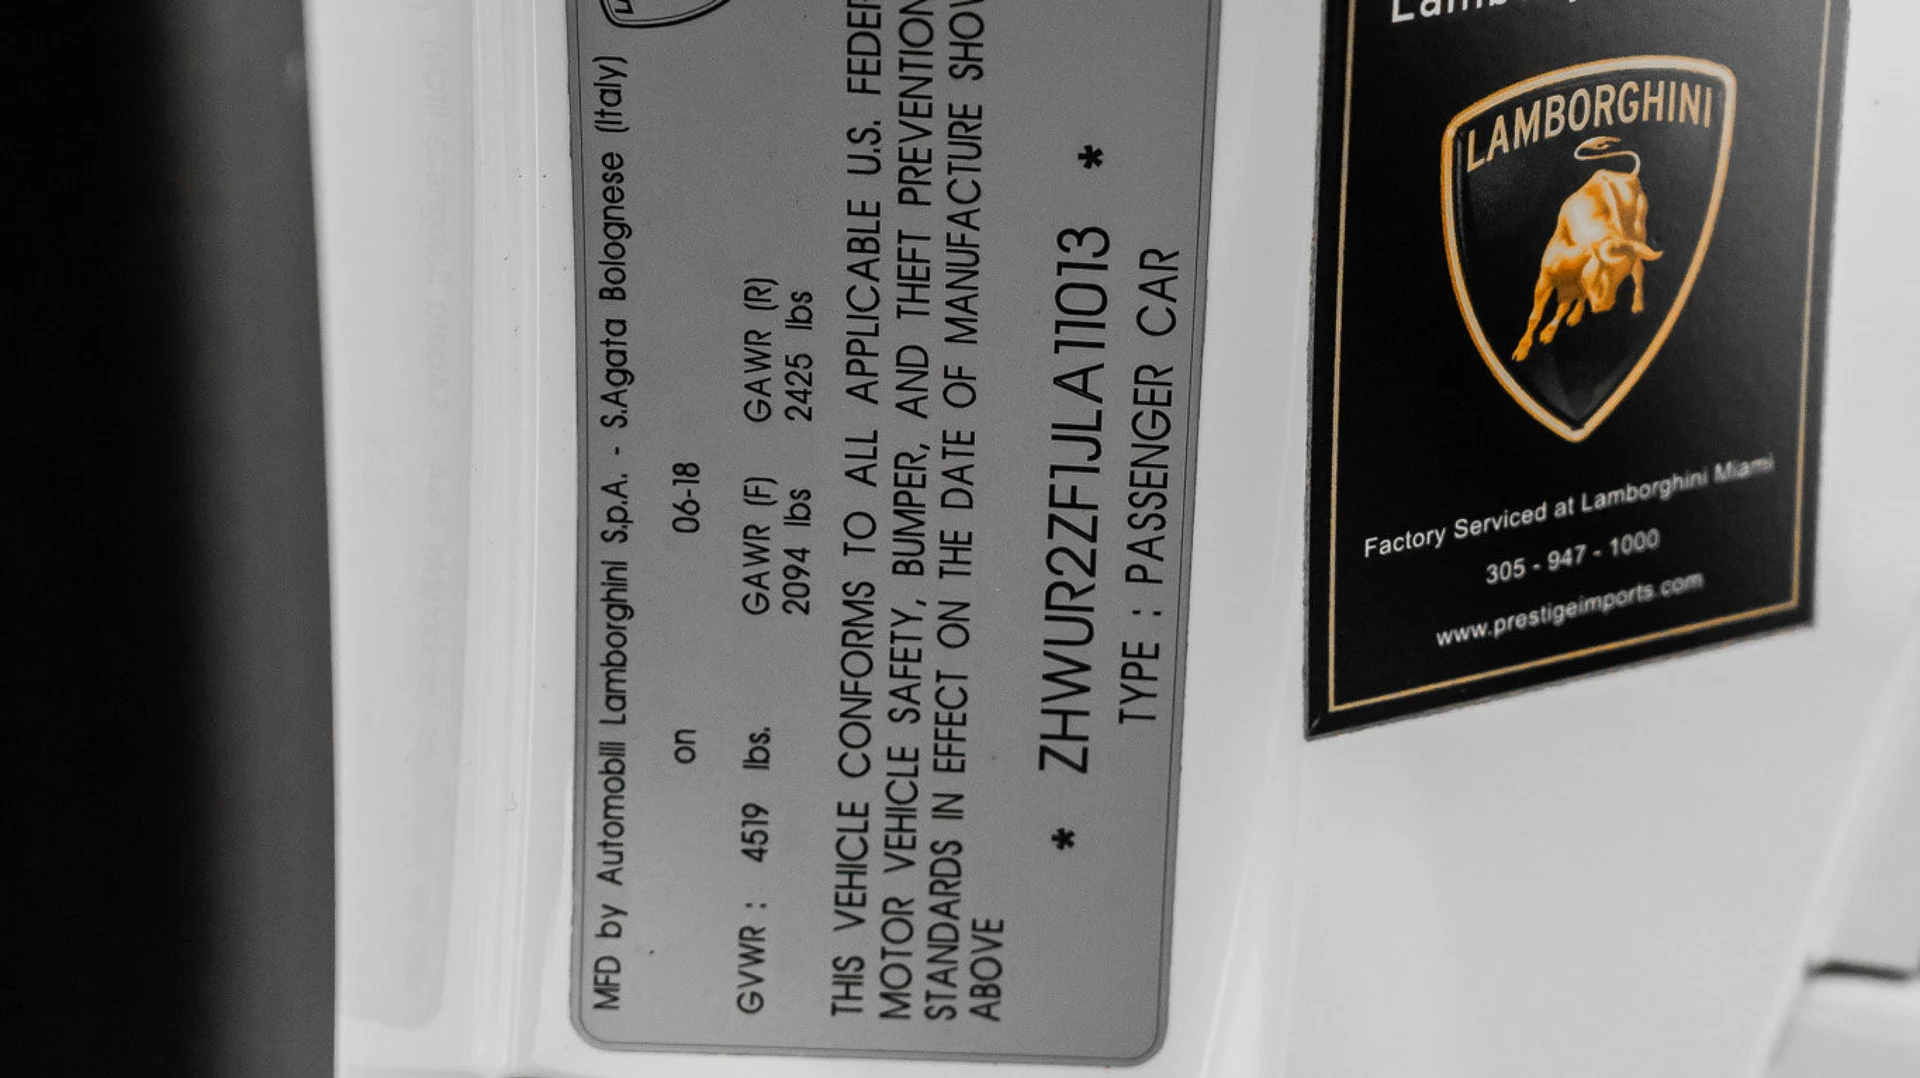 MFD by Automobili Lamborghini S.p.A. - S.Agata Bolognese (Italy)
on 06-18
GVWR : 4519 lbs. GAWR (F) GAWR (R)
2094 lbs 2425 lbs
THIS VEHICLE CONFORMS TO ALL APPLICABLE U.S.
MOTOR VEHICLE SAFETY, BUMPER, AND THEFT PREVENTION
STANDARDS IN EFFECT ON THE DATE OF MANUFACTURE
ABOVE
* ZHWUR2ZF1JLA11013 *
TYPE : PASSENGER CAR
LAMBORGHINI
Factory Serviced at Lamborghini Miami
305 - 947 - 1000
www.prestigeimports.com